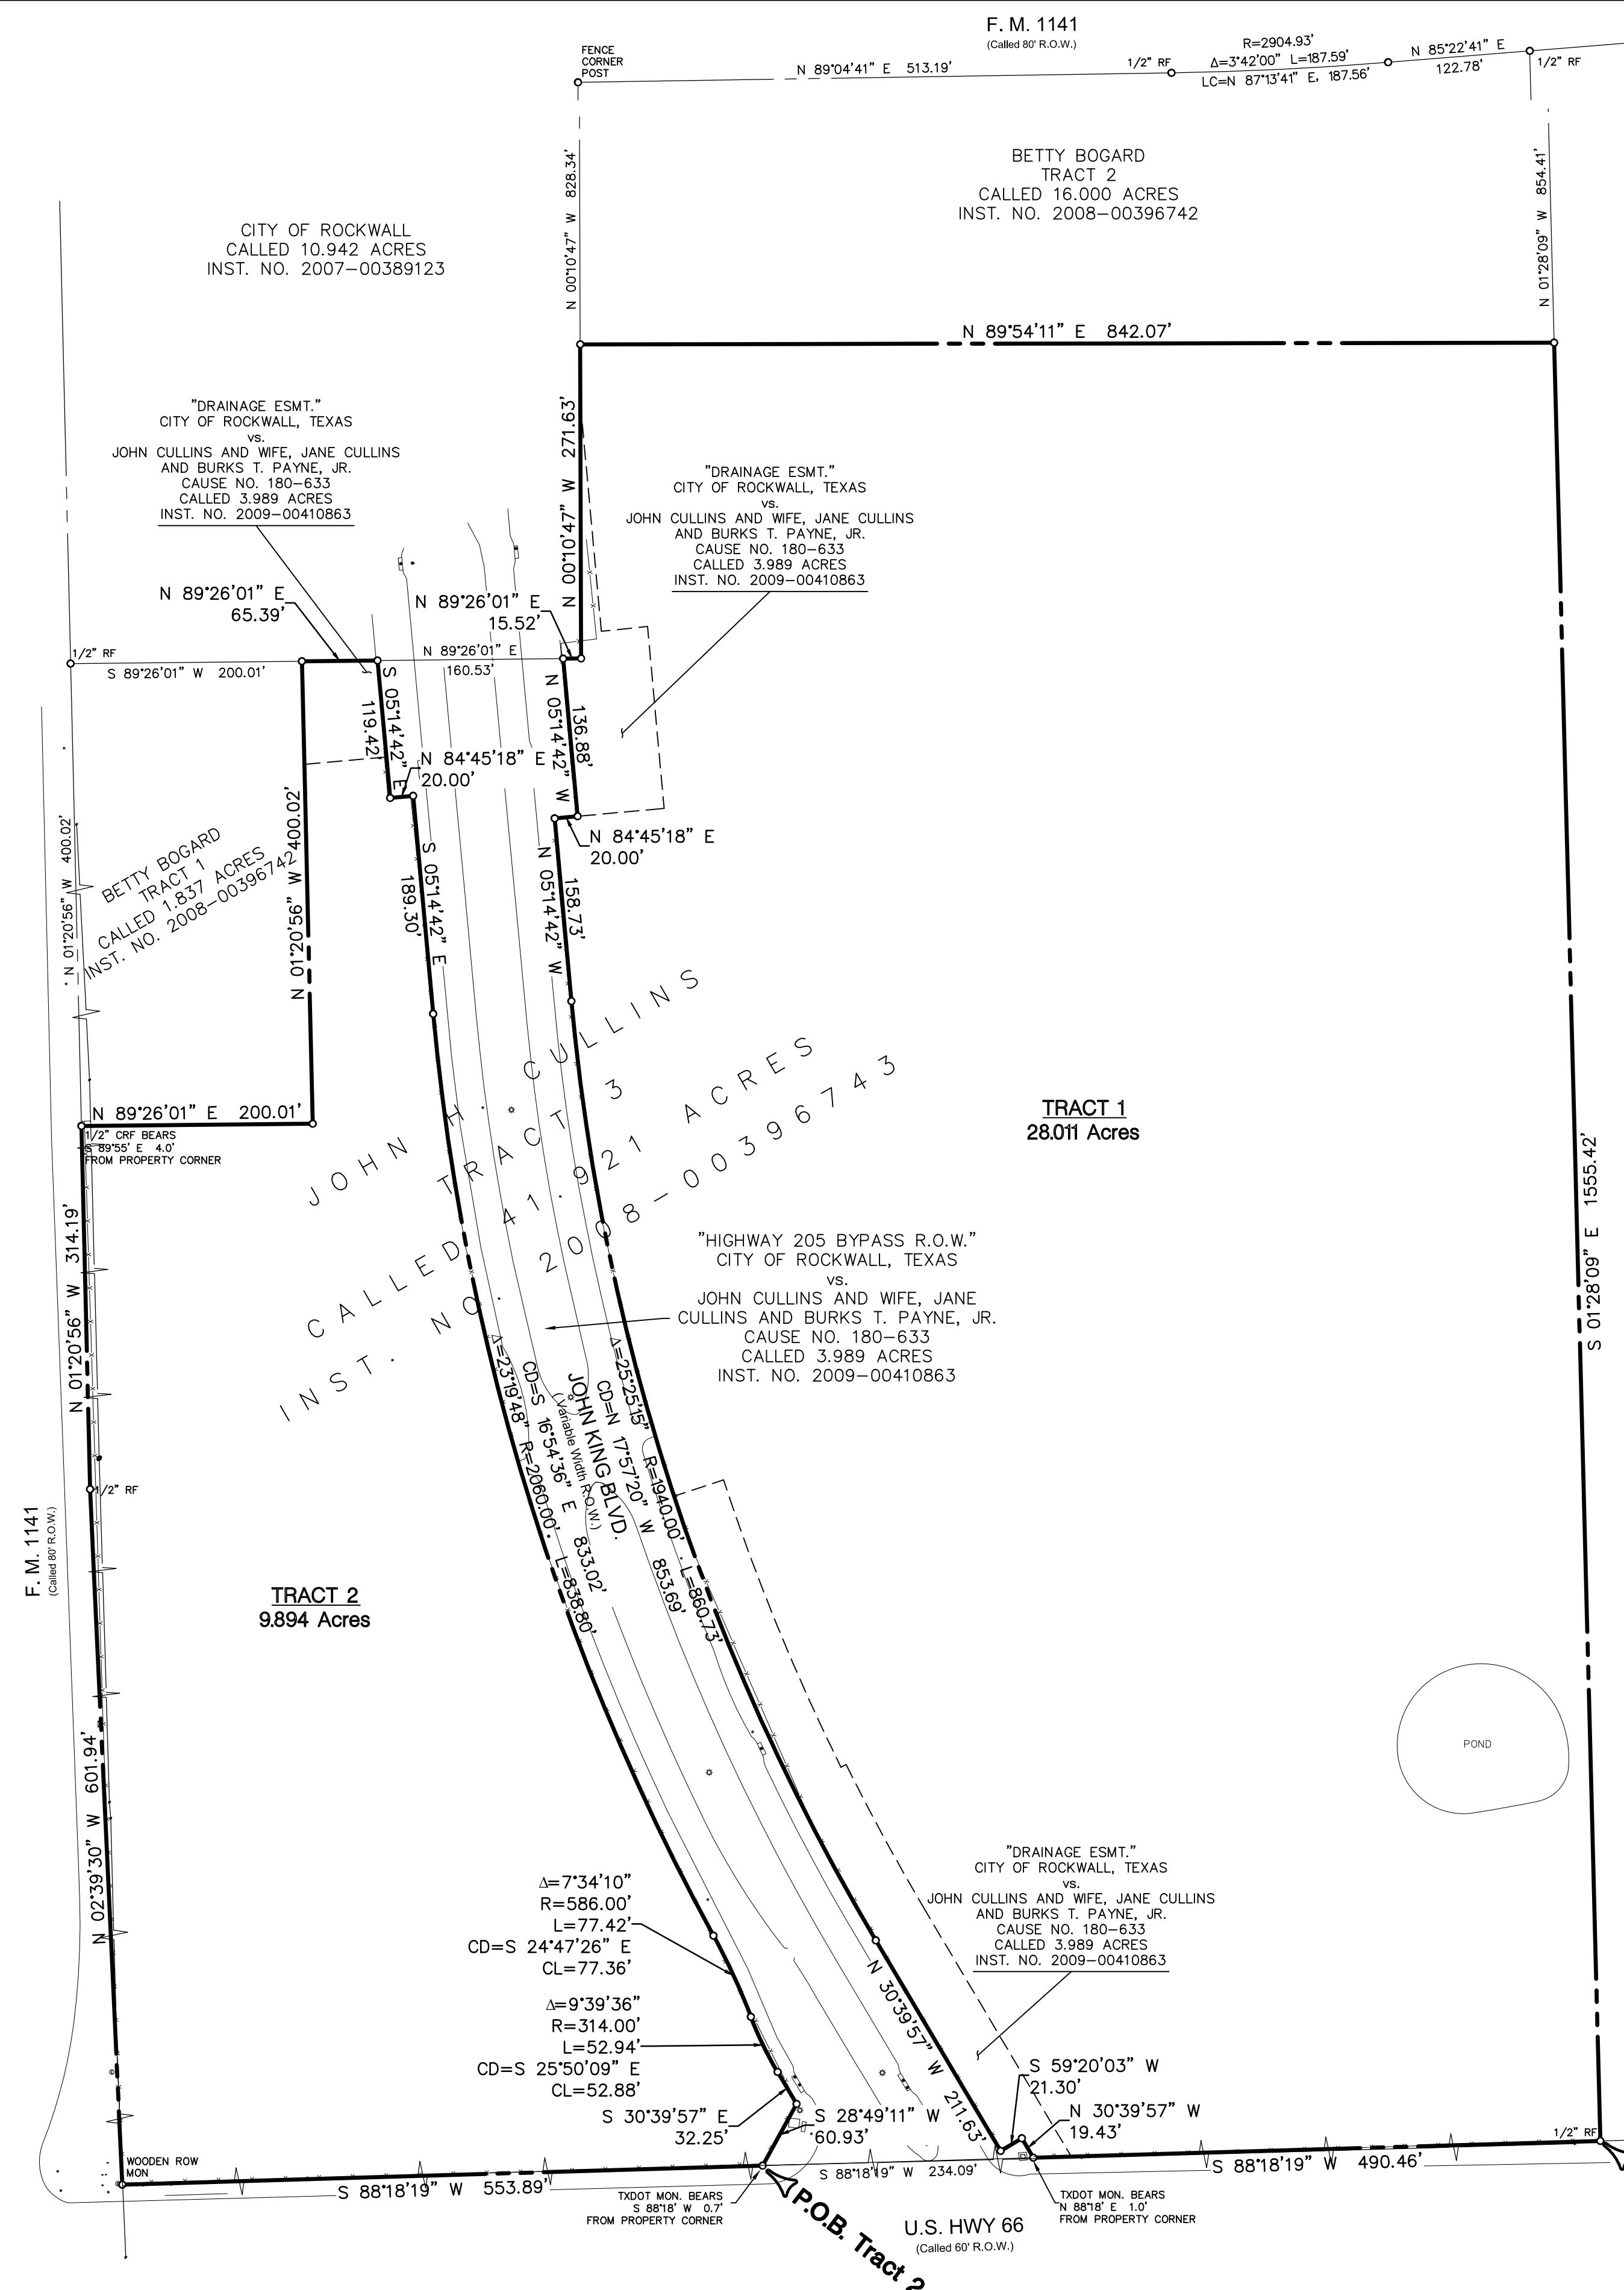 F. M. 1141
(Called 80' R.O.W.)
FENCE
CORNER
POST
N 89°04'41" E 513.19'
1/2" RF
R=2904.93'
Δ=3°42'00" L=187.59'
LC=N 87°13'41" E, 187.56'
N 85°22'41" E
122.78'
1/2" RF
N 00°10'47" W 828.34'
BETTY BOGARD
TRACT 2
CALLED 16.000 ACRES
INST. NO. 2008-00396742
N 01°28'09" W 854.41'
CITY OF ROCKWALL
CALLED 10.942 ACRES
INST. NO. 2007-00389123
N 89°54'11" E 842.07'
"DRAINAGE ESMT."
CITY OF ROCKWALL, TEXAS
vs.
JOHN CULLINS AND WIFE, JANE CULLINS
AND BURKS T. PAYNE, JR.
CAUSE NO. 180-633
CALLED 3.989 ACRES
INST. NO. 2009-00410863
N 00°10'47" W 271.63'
"DRAINAGE ESMT."
CITY OF ROCKWALL, TEXAS
vs.
JOHN CULLINS AND WIFE, JANE CULLINS
AND BURKS T. PAYNE, JR.
CAUSE NO. 180-633
CALLED 3.989 ACRES
INST. NO. 2009-00410863
N 89°26'01" E
65.39'
N 89°26'01" E
15.52'
1/2" RF
S 89°26'01" W 200.01'
N 89°26'01" E
160.53'
S 05°14'42" E
119.42'
N 05°14'42" W
136.88'
N 84°45'18" E
20.00'
N 84°45'18" E
20.00'
N 01°20'56" W 400.02'
N 01°20'56" W 400.02'
BETTY BOGARD
TRACT 1
CALLED 1.837 ACRES
INST. NO. 2008-00396742
S 05°14'42" E
189.30'
N 05°14'42" W
158.73'
JOHN H. CULLINS
TRACT 3
CALLED 41.921 ACRES
INST. NO. 2008-00396743
N 89°26'01" E 200.01'
1/2" CRF BEARS
S 89°55' E 4.0'
FROM PROPERTY CORNER
TRACT 1
28.011 Acres
S 01°28'09" E 1555.42'
N 01°20'56" W 314.19'
"HIGHWAY 205 BYPASS R.O.W."
CITY OF ROCKWALL, TEXAS
vs.
JOHN CULLINS AND WIFE, JANE
CULLINS AND BURKS T. PAYNE, JR.
CAUSE NO. 180-633
CALLED 3.989 ACRES
INST. NO. 2009-00410863
Δ=23°19'48" R=2060.00' L=838.80'
CD=S 16°54'36" E 833.02'
JOHN KING BLVD.
(Variable Width R.O.W.)
CD=N 17°57'20" W 853.69'
Δ=25°25'15" R=1940.00' L=860.73'
1/2" RF
F. M. 1141
(Called 80' R.O.W.)
TRACT 2
9.894 Acres
POND
N 02°39'30" W 601.94'
Δ=7°34'10"
R=586.00'
L=77.42'
CD=S 24°47'26" E
CL=77.36'
Δ=9°39'36"
R=314.00'
L=52.94'
CD=S 25°50'09" E
CL=52.88'
S 30°39'57" E
32.25'
S 28°49'11" W
60.93'
N 30°39'57" W 211.63'
"DRAINAGE ESMT."
CITY OF ROCKWALL, TEXAS
vs.
JOHN CULLINS AND WIFE, JANE CULLINS
AND BURKS T. PAYNE, JR.
CAUSE NO. 180-633
CALLED 3.989 ACRES
INST. NO. 2009-00410863
S 59°20'03" W
21.30'
N 30°39'57" W
19.43'
1/2" RF
WOODEN ROW
MON
S 88°18'19" W 553.89'
S 88°18'19" W 234.09'
S 88°18'19" W 490.46'
TXDOT MON. BEARS
S 88°18' W 0.7'
FROM PROPERTY CORNER
TXDOT MON. BEARS
N 88°18' E 1.0'
FROM PROPERTY CORNER
P.O.B. Tract 2
U.S. HWY 66
(Called 60' R.O.W.)